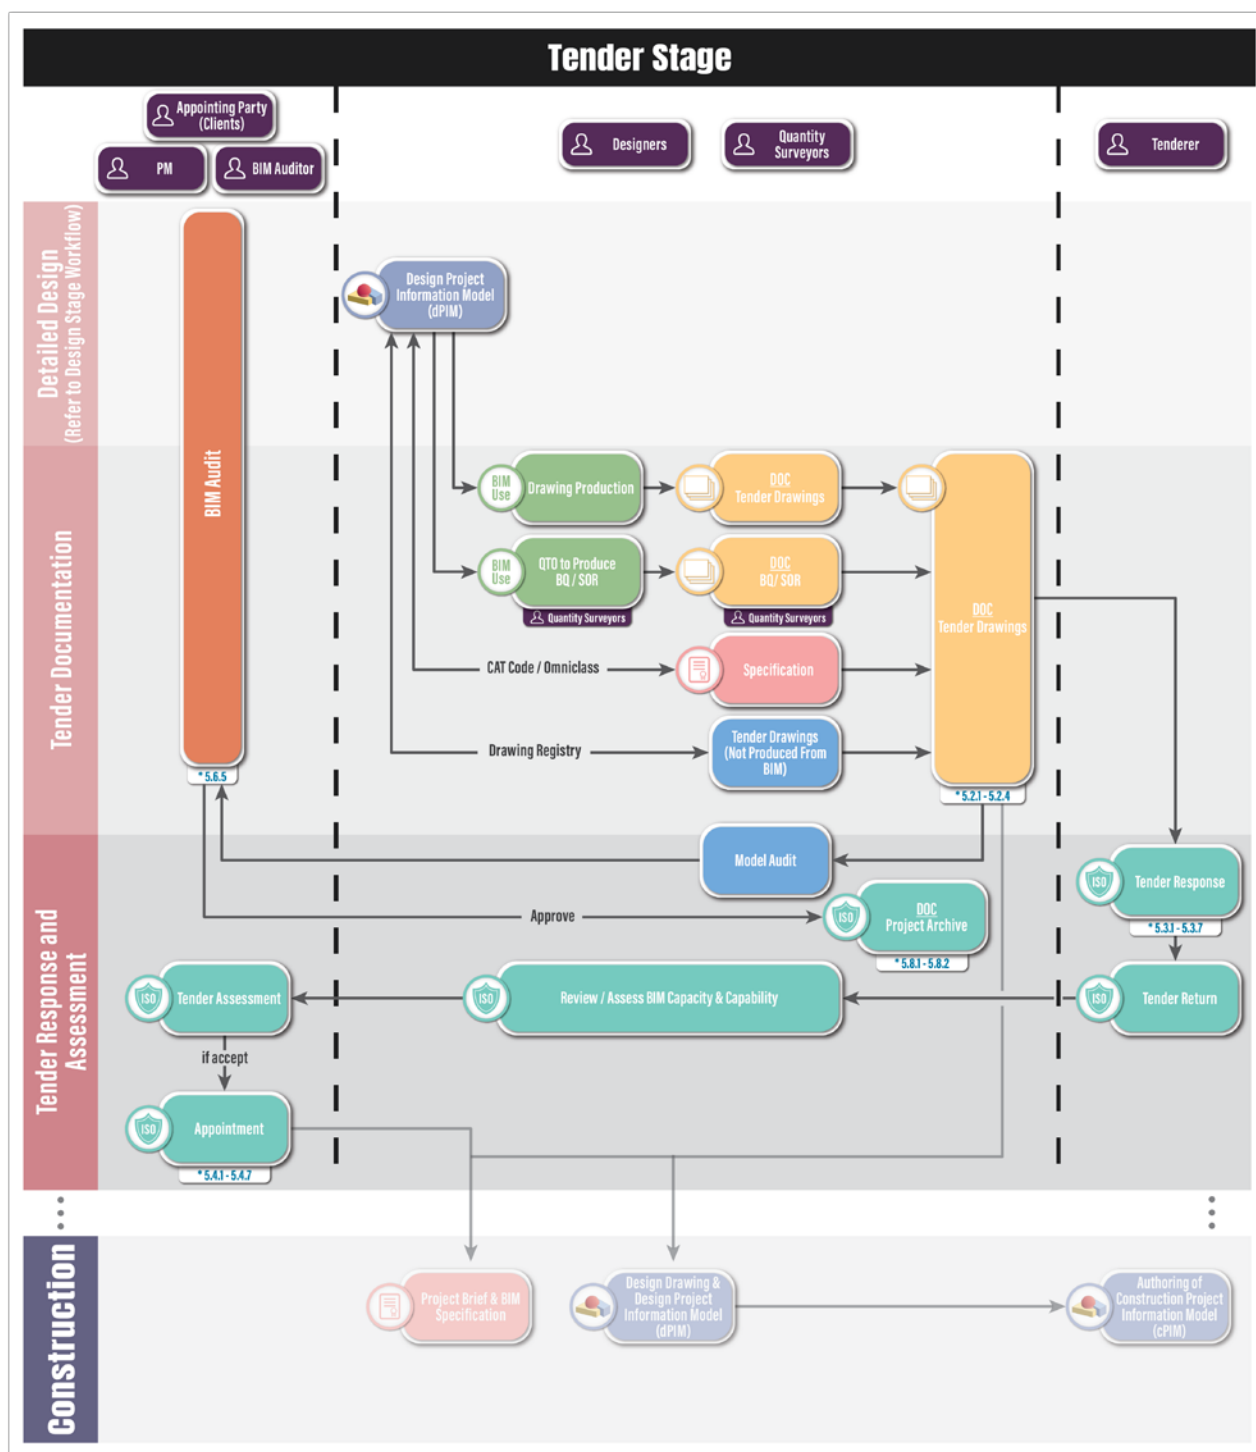 Tender Stage
Appointing Party
(Clients)
PM
BIM Auditor
Designers
Quantity
Surveyors
Tenderer
Detailed Design
(Refer to Design Stage Workflow)
Design Project
Information Model
(dPIM)
BIM Audit
Tender Documentation
BIM
Use
Drawing Production
DOC
Tender Drawings
BIM
Use
QTO to Produce
BQ / SOR
Quantity Surveyors
DOC
BQ/ SOR
Quantity Surveyors
DOC
Tender Drawings
CAT Code / Omniclass
Specification
Drawing Registry
Tender Drawings
(Not Produced From
BIM)
* 5.6.5
* 5.2.1 - 5.2.4
Tender Response and
Assessment
Model Audit
ISO
Tender Response
* 5.3.1 - 5.3.7
Approve
ISO
DOC
Project Archive
* 5.8.1 - 5.8.2
ISO
Tender Assessment
ISO
Review / Assess BIM Capacity & Capability
ISO
Tender Return
if accept
ISO
Appointment
* 5.4.1 - 5.4.7
Construction
Project Brief & BIM
Specification
Design Drawing &
Design Project
Information Model
(dPIM)
Authoring of
Construction Project
Information Model
(cPIM)